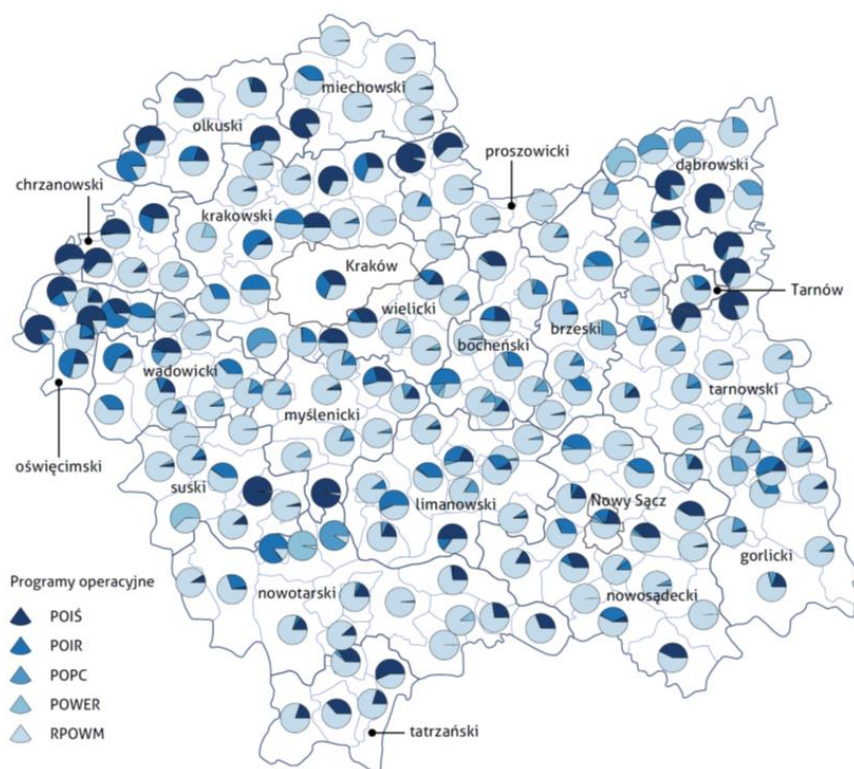 miechowski
olkuski
proszowicki
dąbrowski
chrzanowski
krakowski
Kraków
Tarnów
wielicki
bocheński
brzeski
wadowicki
tarnowski
myślenicki
oświęcimski
suski
limanowski
Nowy Sącz
gorlicki
Programy operacyjne
nowotarski
nowosądecki
POIŚ
POIR
POPC
POWER
RPOWM
tatrzański